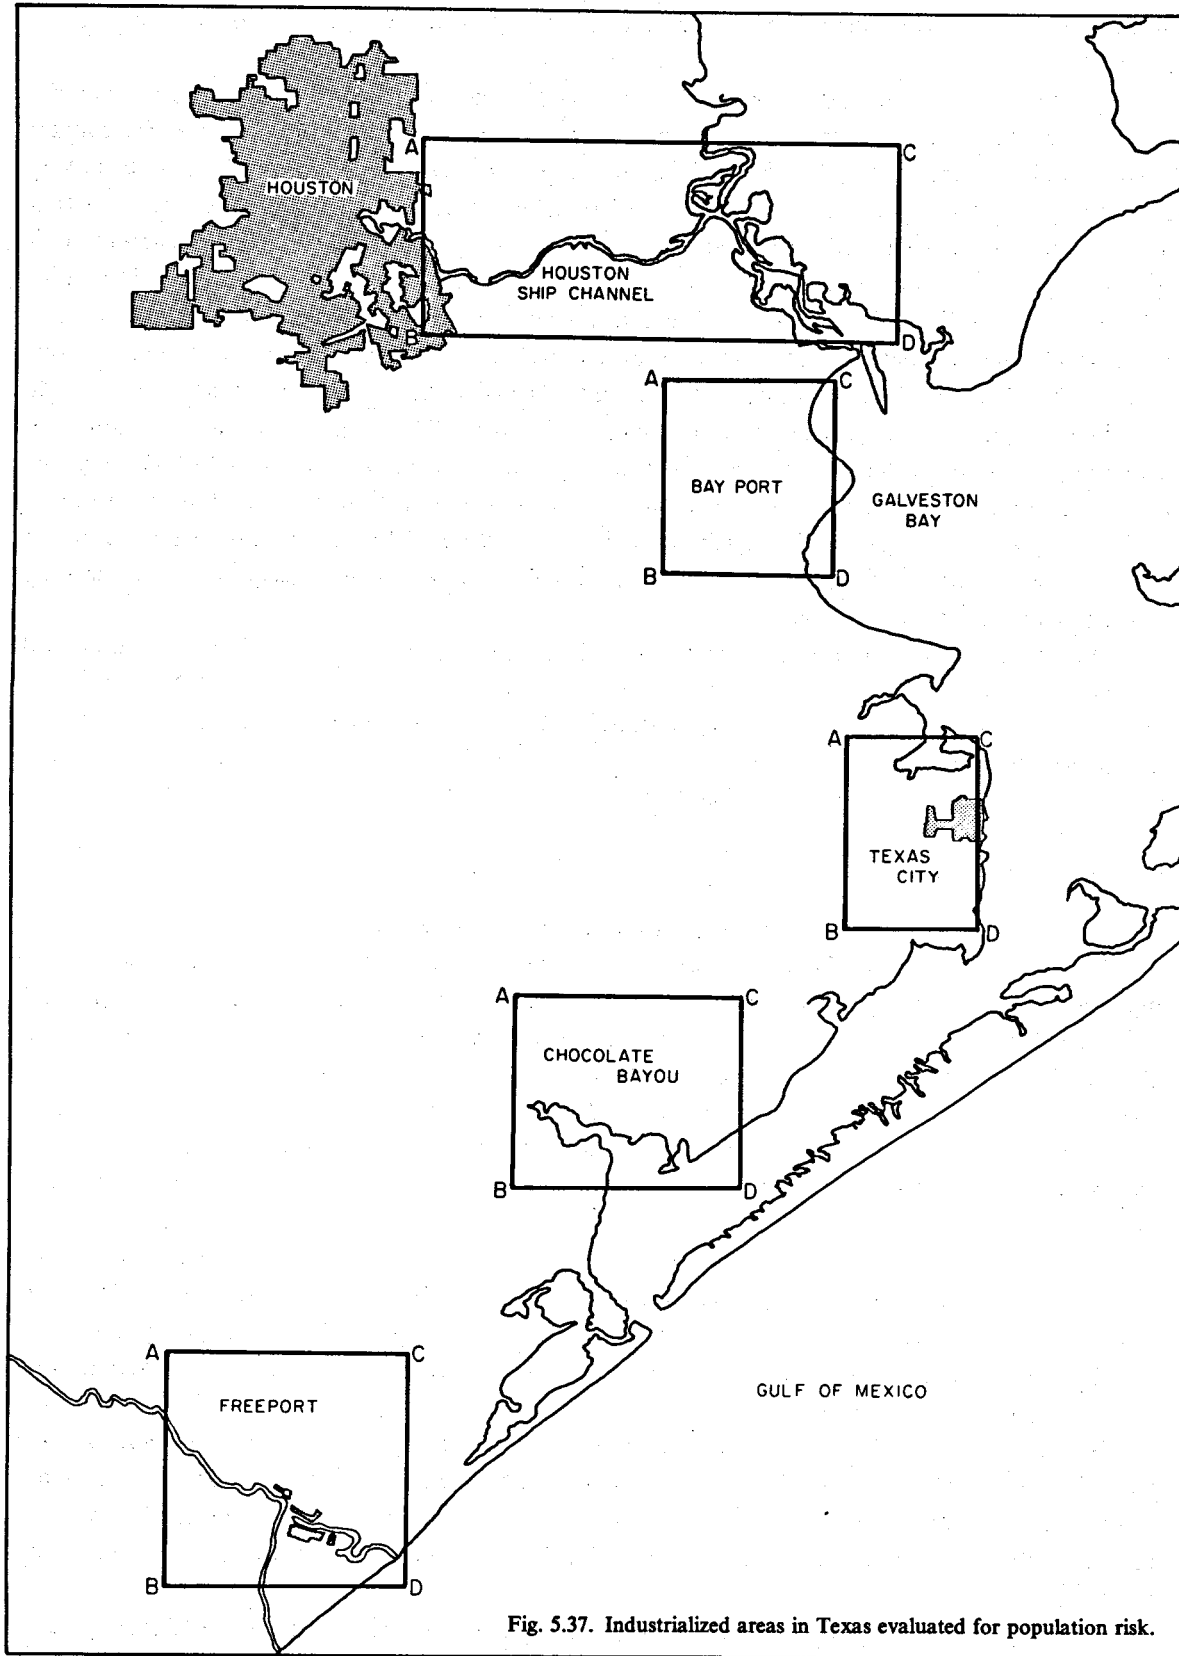 A
C
HOUSTON
HOUSTON
SHIP CHANNEL
B
D
A
C
BAY PORT
GALVESTON
BAY
B
D
A
C
TEXAS
CITY
B
D
A
C
CHOCOLATE
BAYOU
B
D
A
C
FREEPORT
GULF OF MEXICO
B
D
Fig. 5.37. Industrialized areas in Texas evaluated for population risk.